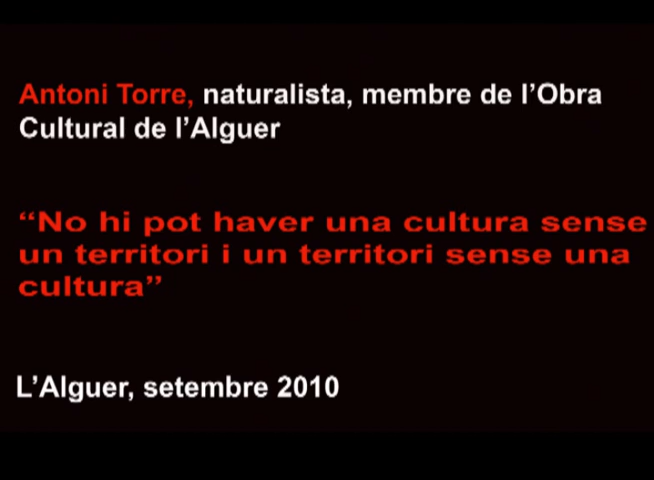 Antoni Torre, naturalista, membre de l’Obra
Cultural de l’Alguer
“No hi pot haver una cultura sense
un territori i un territori sense una
cultura”
L’Alguer, setembre 2010